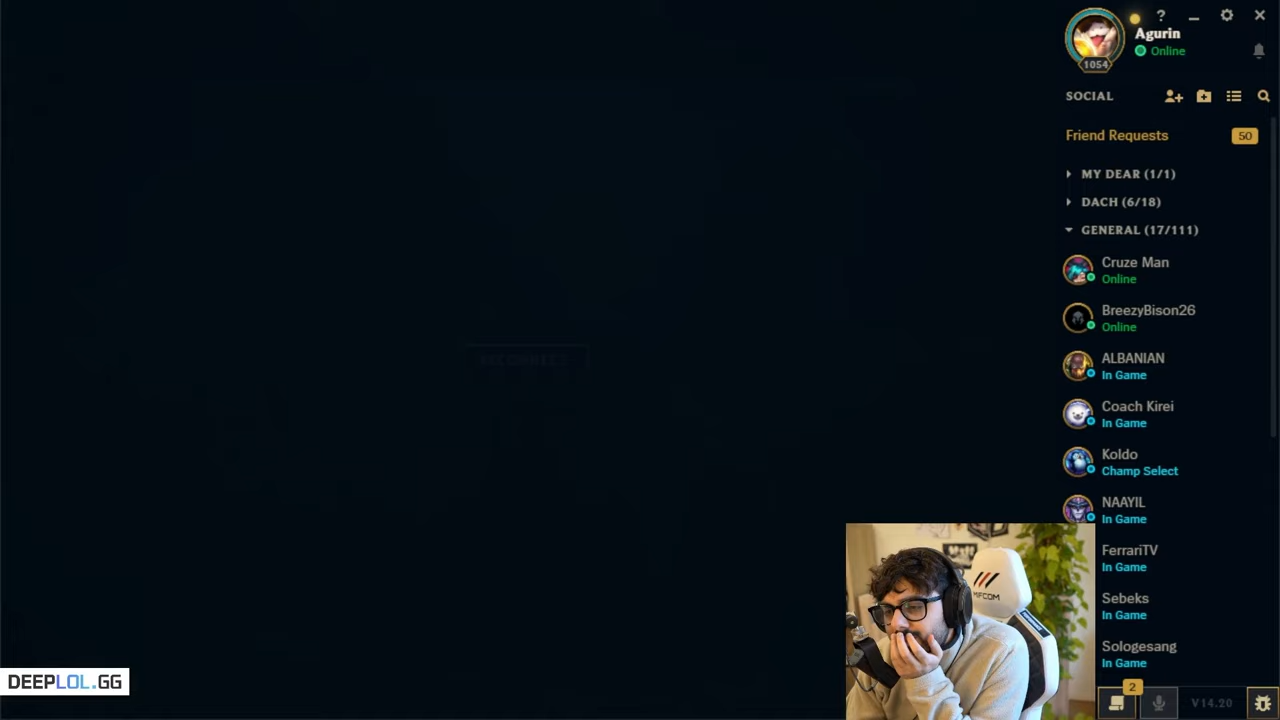 ?
Agurin
Online
1054
SOCIAL
Friend Requests
50
MY DEAR (1/1)
DACH (6/18)
GENERAL (17/111)
Cruze Man
Online
BreezyBison26
Online
ALBANIAN
In Game
Coach Kirei
In Game
Koldo
Champ Select
NAAYIL
In Game
FerrariTV
In Game
Sebeks
In Game
Sologesang
In Game
2
V14.20
RECONNECT
DEEPLOL.GG